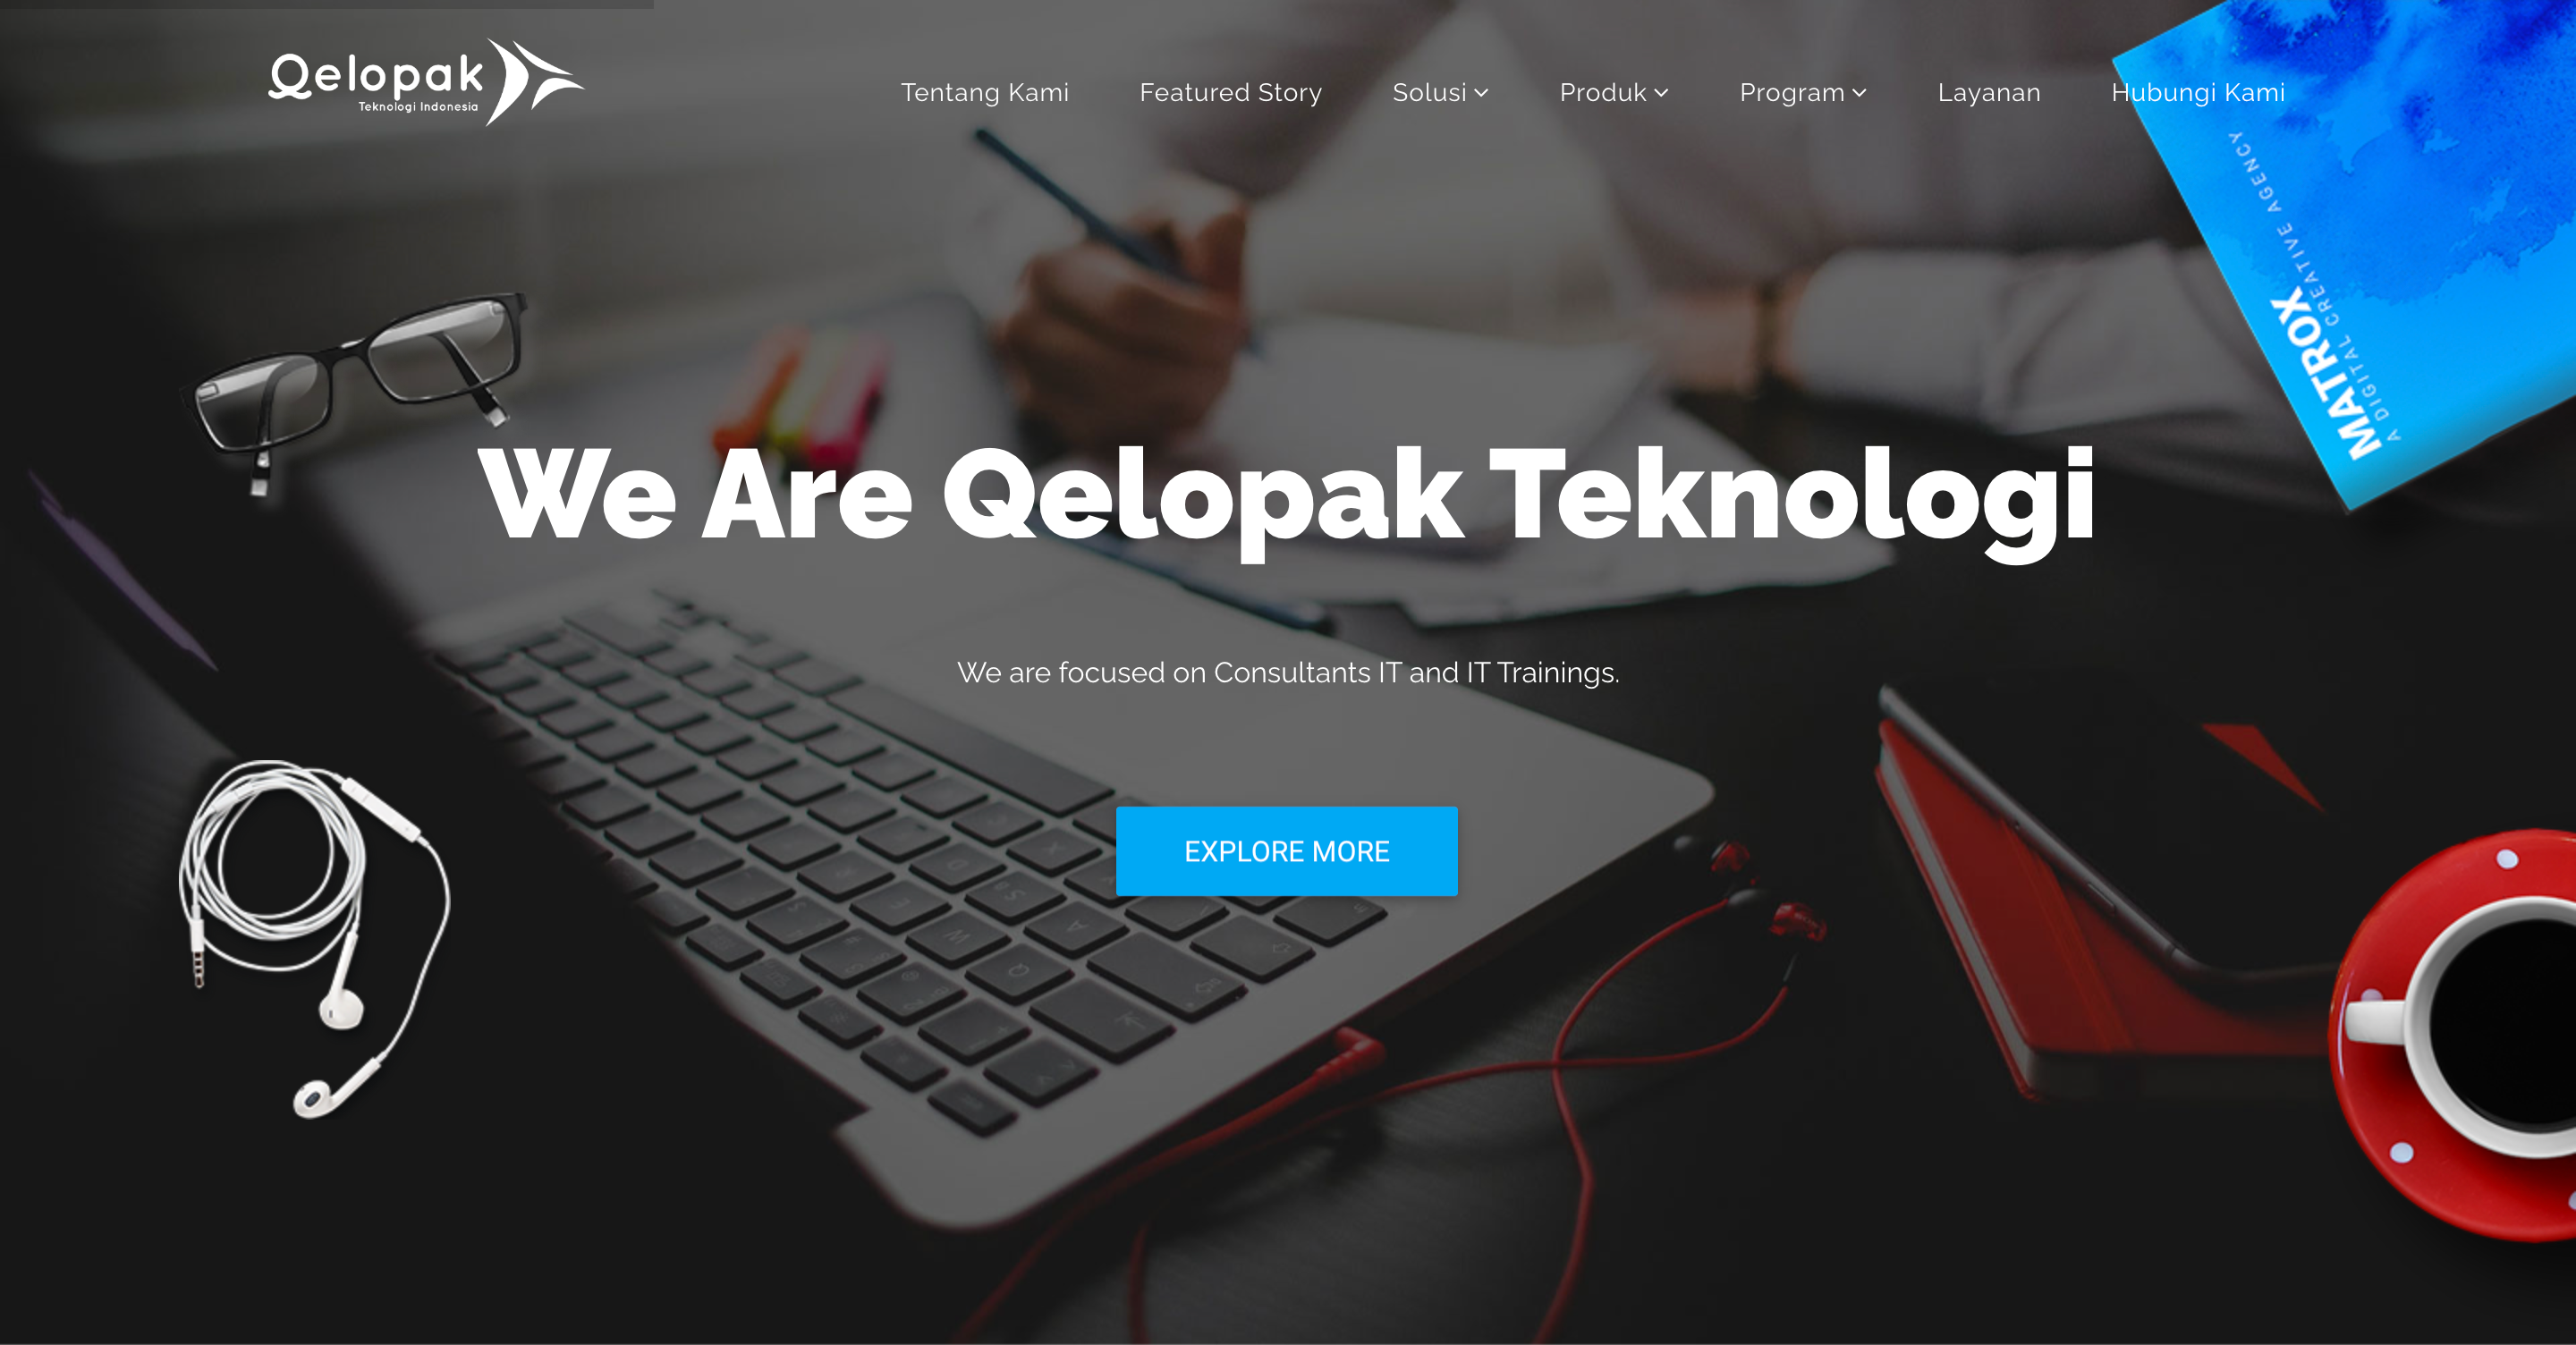 Qelopak
Teknologi Indonesia
Tentang Kami
Featured Story
Solusi
Produk
Program
Layanan
Hubungi Kami
MATROX
A DIGITAL CREATIVE AGENCY
We Are Qelopak Teknologi
We are focused on Consultants IT and IT Trainings.
EXPLORE MORE